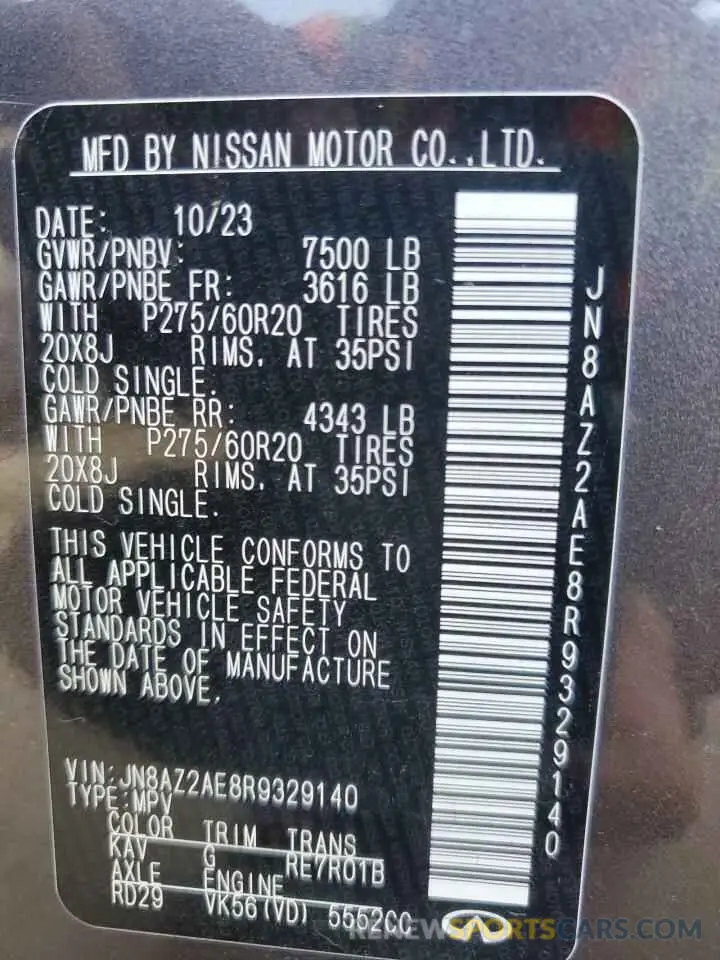 MFD BY NISSAN MOTOR CO.,LTD.
DATE: 10/23
GVWR/PNBV: 7500 LB
GAWR/PNBE FR: 3616 LB
WITH P275/60R20 TIRES
20X8J RIMS, AT 35PSI
COLD SINGLE.
GAWR/PNBE RR: 4343 LB
WITH P275/60R20 TIRES
20X8J RIMS, AT 35PSI
COLD SINGLE.
THIS VEHICLE CONFORMS TO
ALL APPLICABLE FEDERAL
MOTOR VEHICLE SAFETY
STANDARDS IN EFFECT ON
THE DATE OF MANUFACTURE
SHOWN ABOVE.
VIN:JN8AZ2AE8R9329140
TYPE:MPV
COLOR TRIM TRANS
KAV G RE7R01B
AXLE ENGINE
RD29 VK56(VD) 5552CC
JN8AZ2AE8R9329140
RENEWSPORTSCARS.COM